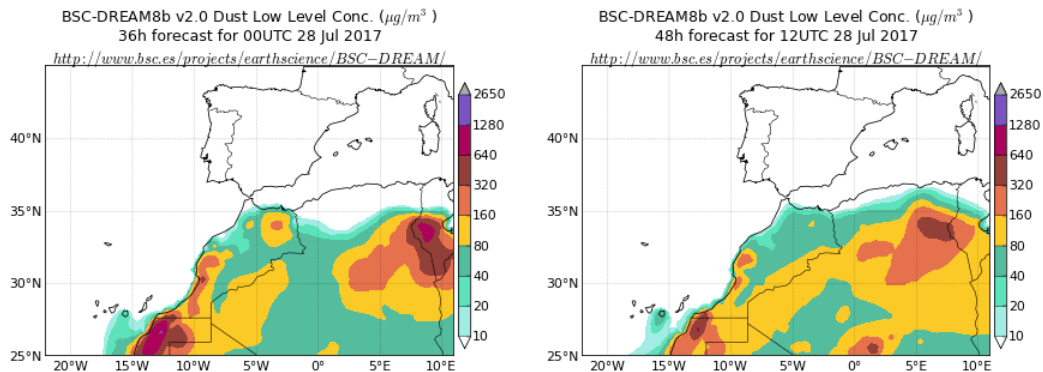 BSC-DREAM8b v2.0 Dust Low Level Conc. (µg/m³ )
36h forecast for 00UTC 28 Jul 2017
http://www.bsc.es/projects/earthscience/BSC−DREAM/
40°N
35°N
30°N
25°N
20°W
15°W
10°W
5°W
0°
5°E
10°E
2650
1280
640
320
160
80
40
20
10
BSC-DREAM8b v2.0 Dust Low Level Conc. (µg/m³ )
48h forecast for 12UTC 28 Jul 2017
http://www.bsc.es/projects/earthscience/BSC−DREAM/
40°N
35°N
30°N
25°N
20°W
15°W
10°W
5°W
0°
5°E
10°E
2650
1280
640
320
160
80
40
20
10